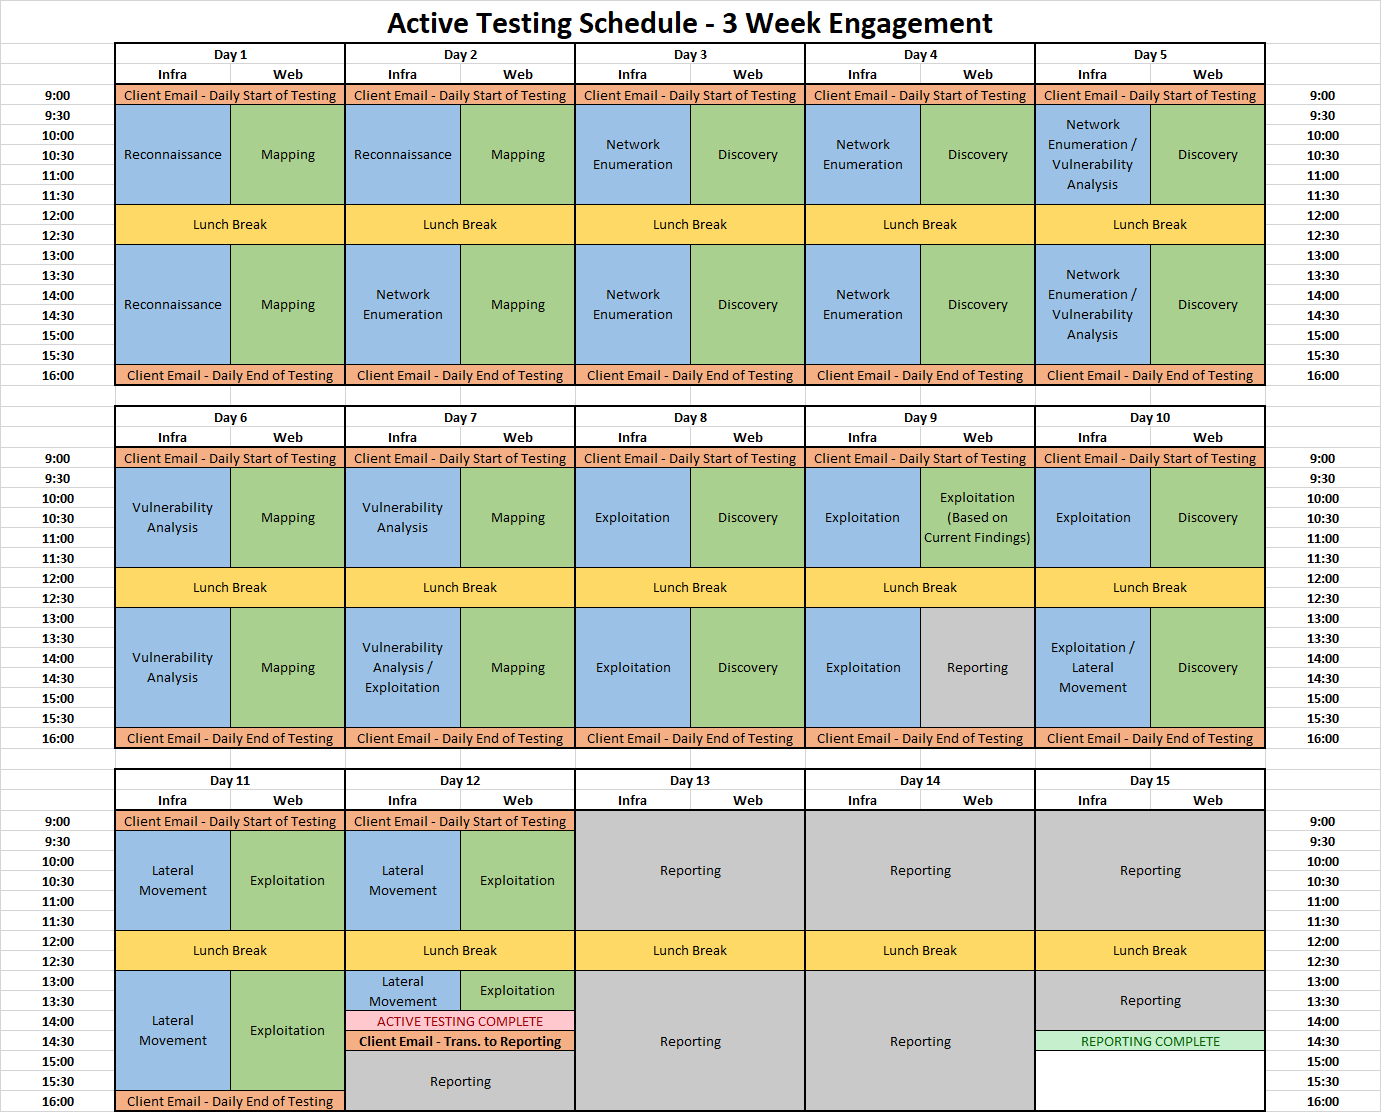 Active Testing Schedule - 3 Week Engagement
Day 1 Day 2 Day 3 Day 4 Day 5
Infra Web Infra Web Infra Web Infra Web Infra Web
9:00 Client Email - Daily Start of Testing Client Email - Daily Start of Testing Client Email - Daily Start of Testing Client Email - Daily Start of Testing Client Email - Daily Start of Testing 9:00
9:30 Network 9:30
10:00 Network Network Enumeration / 10:00
10:30 Reconnaissance Mapping Reconnaissance Mapping Enumeration Discovery Enumeration Discovery Vulnerability Discovery 10:30
11:00 Analysis 11:00
11:30 11:30
12:00 Lunch Break Lunch Break Lunch Break Lunch Break Lunch Break 12:00
12:30 12:30
13:00 13:00
13:30 Network 13:30
14:00 Network Network Network Enumeration / 14:00
14:30 Reconnaissance Mapping Enumeration Mapping Enumeration Discovery Enumeration Discovery Vulnerability Discovery 14:30
15:00 Analysis 15:00
15:30 15:30
16:00 Client Email - Daily End of Testing Client Email - Daily End of Testing Client Email - Daily End of Testing Client Email - Daily End of Testing Client Email - Daily End of Testing 16:00
Day 6 Day 7 Day 8 Day 9 Day 10
Infra Web Infra Web Infra Web Infra Web Infra Web
9:00 Client Email - Daily Start of Testing Client Email - Daily Start of Testing Client Email - Daily Start of Testing Client Email - Daily Start of Testing Client Email - Daily Start of Testing 9:00
9:30 9:30
10:00 Vulnerability Vulnerability Exploitation 10:00
10:30 Analysis Mapping Analysis Mapping Exploitation Discovery Exploitation (Based on Exploitation Discovery 10:30
11:00 Current Findings) 11:00
11:30 11:30
12:00 Lunch Break Lunch Break Lunch Break Lunch Break Lunch Break 12:00
12:30 12:30
13:00 13:00
13:30 Vulnerability Exploitation / 13:30
14:00 Vulnerability Mapping Analysis / Mapping Exploitation Discovery Exploitation Reporting Lateral Discovery 14:00
14:30 Analysis Exploitation Movement 14:30
15:00 15:00
15:30 15:30
16:00 Client Email - Daily End of Testing Client Email - Daily End of Testing Client Email - Daily End of Testing Client Email - Daily End of Testing Client Email - Daily End of Testing 16:00
Day 11 Day 12 Day 13 Day 14 Day 15
Infra Web Infra Web Infra Web Infra Web Infra Web
9:00 Client Email - Daily Start of Testing Client Email - Daily Start of Testing 9:00
9:30 9:30
10:00 Lateral Lateral Reporting Reporting Reporting 10:00
10:30 Movement Exploitation Movement Exploitation 10:30
11:00 11:00
11:30 11:30
12:00 Lunch Break Lunch Break Lunch Break Lunch Break Lunch Break 12:00
12:30 12:30
13:00 Lateral Exploitation 13:00
13:30 Movement Reporting 13:30
14:00 Lateral ACTIVE TESTING COMPLETE 14:00
14:30 Movement Exploitation Client Email - Trans. to Reporting Reporting Reporting REPORTING COMPLETE 14:30
15:00 Reporting 15:00
15:30 15:30
16:00 Client Email - Daily End of Testing 16:00